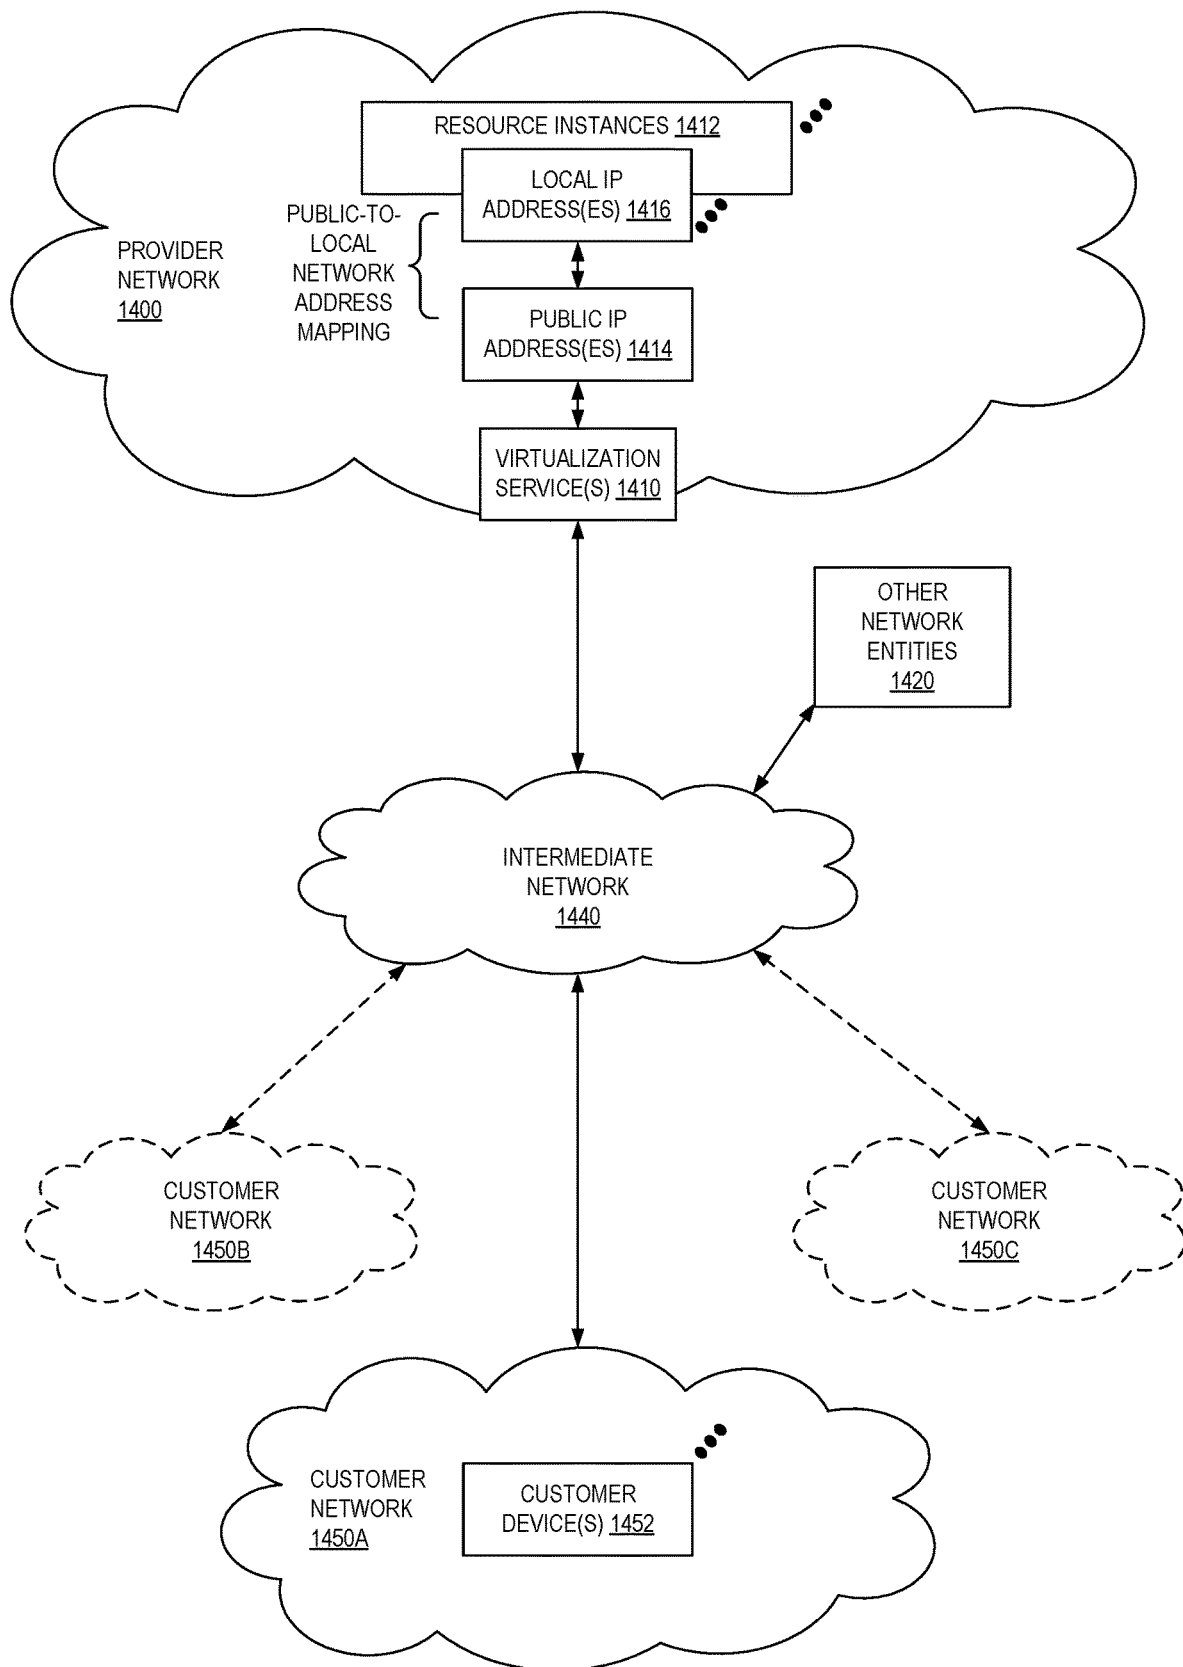 RESOURCE INSTANCES 1412
LOCAL IP
ADDRESS(ES) 1416
PUBLIC-TO-
LOCAL
NETWORK
ADDRESS
MAPPING
PROVIDER
NETWORK
1400
PUBLIC IP
ADDRESS(ES) 1414
VIRTUALIZATION
SERVICE(S) 1410
OTHER
NETWORK
ENTITIES
1420
INTERMEDIATE
NETWORK
1440
CUSTOMER
NETWORK
1450B
CUSTOMER
NETWORK
1450C
CUSTOMER
NETWORK
1450A
CUSTOMER
DEVICE(S) 1452